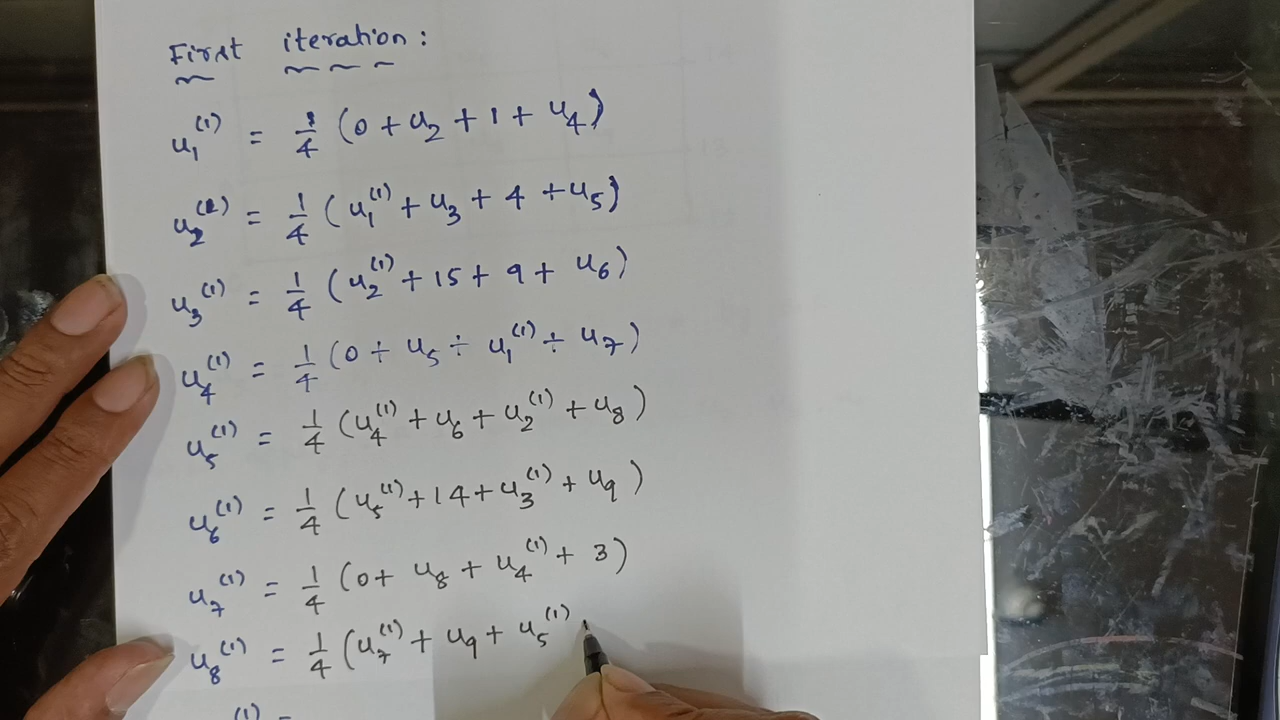 First iteration:
u₁⁽¹⁾ = 1/4 (0 + u₂ + 1 + u₄)
u₂⁽¹⁾ = 1/4 (u₁⁽¹⁾ + u₃ + 4 + u₅)
u₃⁽¹⁾ = 1/4 (u₂⁽¹⁾ + 15 + 9 + u₆)
u₄⁽¹⁾ = 1/4 (0 + u₅ + u₁⁽¹⁾ + u₇)
u₅⁽¹⁾ = 1/4 (u₄⁽¹⁾ + u₆ + u₂⁽¹⁾ + u₈)
u₆⁽¹⁾ = 1/4 (u₅⁽¹⁾ + 14 + u₃⁽¹⁾ + u₉)
u₇⁽¹⁾ = 1/4 (0 + u₈ + u₄⁽¹⁾ + 3)
u₈⁽¹⁾ = 1/4 (u₇⁽¹⁾ + u₉ + u₅⁽¹⁾
⁽¹⁾ =